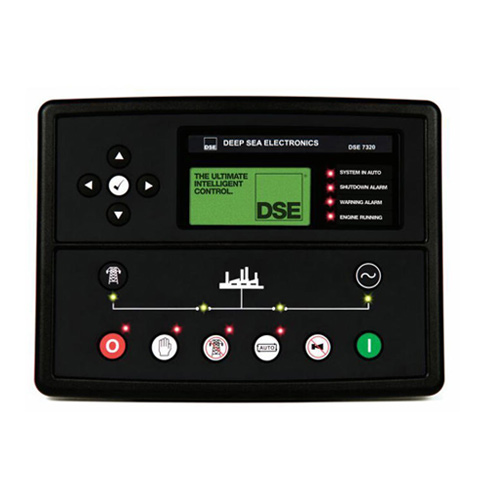 DSE
DEEP SEA ELECTRONICS
DSE 7320
THE ULTIMATE
INTELLIGENT
CONTROL.
DSE
SYSTEM IN AUTO
SHUTDOWN ALARM
WARNING ALARM
ENGINE RUNNING
O
AUTO
I